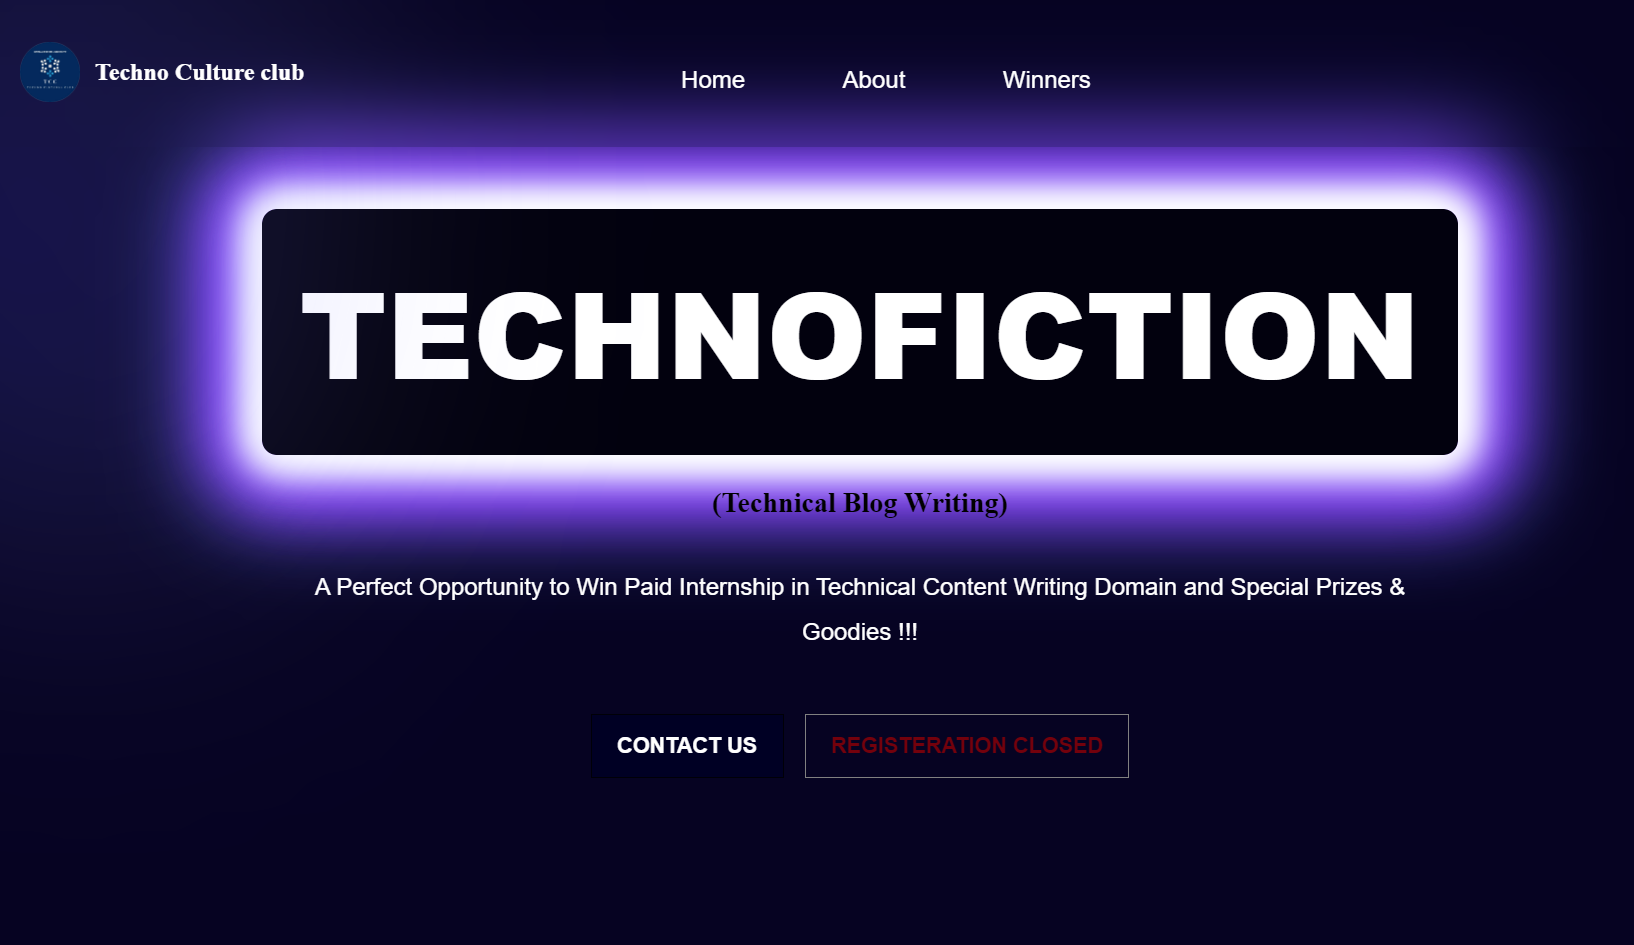 Techno Culture club
Home About Winners
TECHNOFICTION
(Technical Blog Writing)
A Perfect Opportunity to Win Paid Internship in Technical Content Writing Domain and Special Prizes &
Goodies !!!
CONTACT US REGISTERATION CLOSED